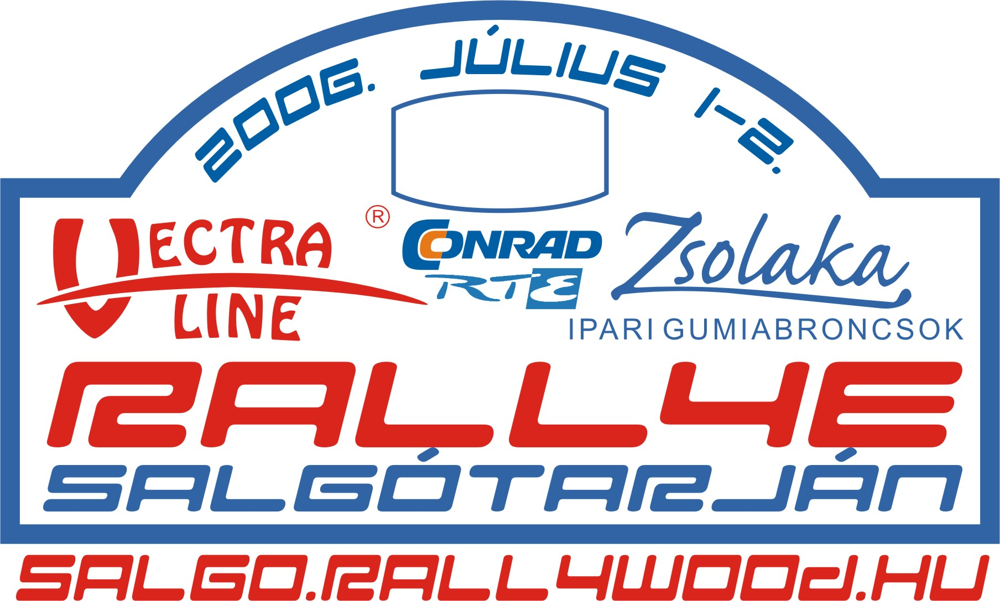 2006. JÚLIUS 1-2.
VECTRA LINE ®
CONRAD
RTE
Zsolaka
IPARI GUMIABRONCSOK
RALLYE
SALGÓTARJÁN
SALGO.RALLYWOOd.HU